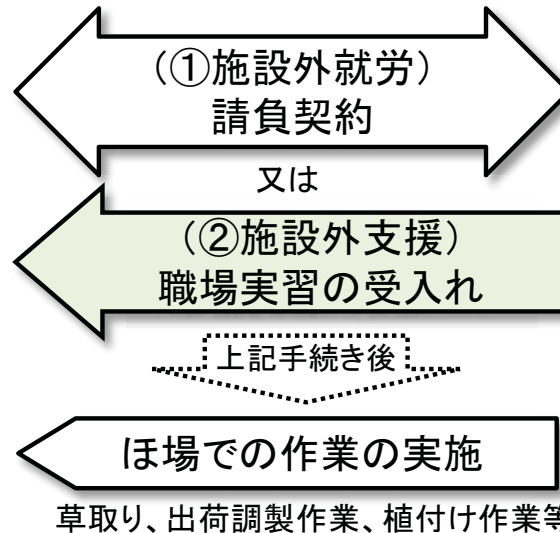 （①施設外就労）
請負契約
又は
（②施設外支援）
職場実習の受入れ
上記手続き後
ほ場での作業の実施
草取り、出荷調製作業、植付け作業等